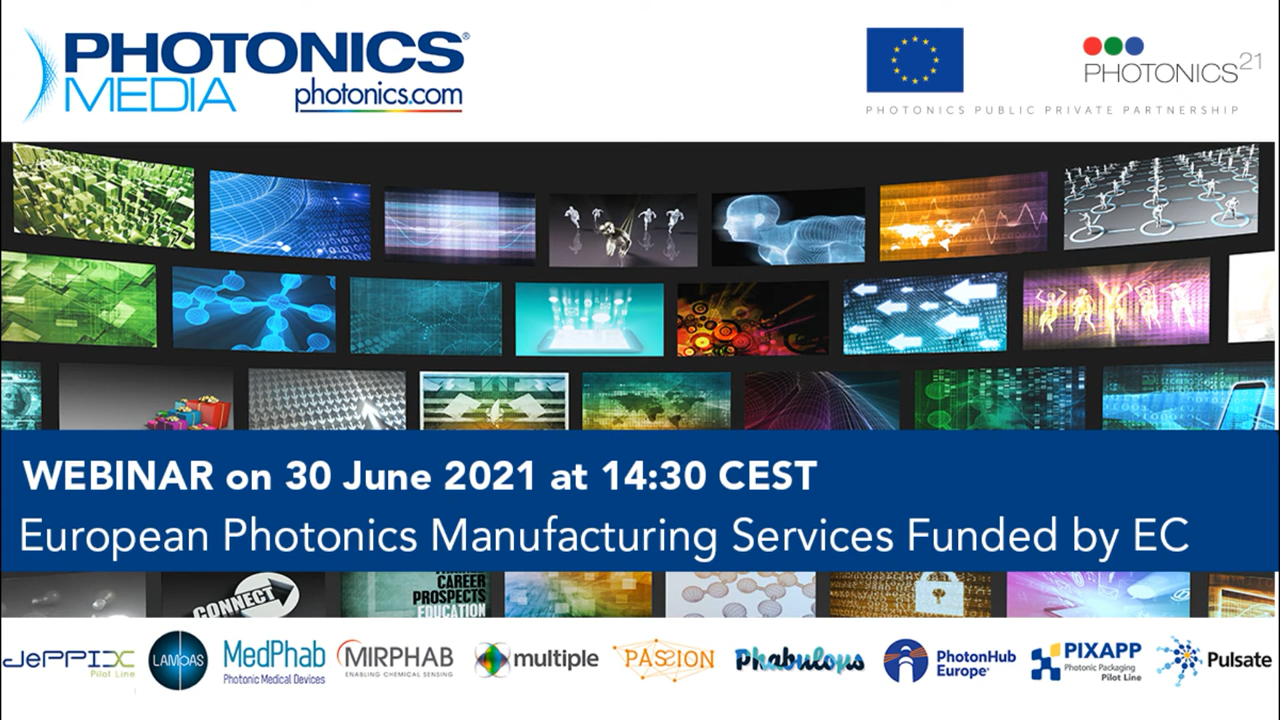 PHOTONICS®
MEDIA
photonics.com
PHOTONICS21
PHOTONICS PUBLIC PRIVATE PARTNERSHIP
WEBINAR on 30 June 2021 at 14:30 CEST
European Photonics Manufacturing Services Funded by EC
CONNECT
CAREER
PROSPECTS
EDUCATION
JePPIX
Pilot Line
LAMPAS
MedPhab
Photonic Medical Devices
MIRPHAB
ENABLING CHEMICAL SENSING
multiple
PASSION
Phabulous
PhotonHub
Europe
PIXAPP
Photonic Packaging
Pilot Line
Pulsate